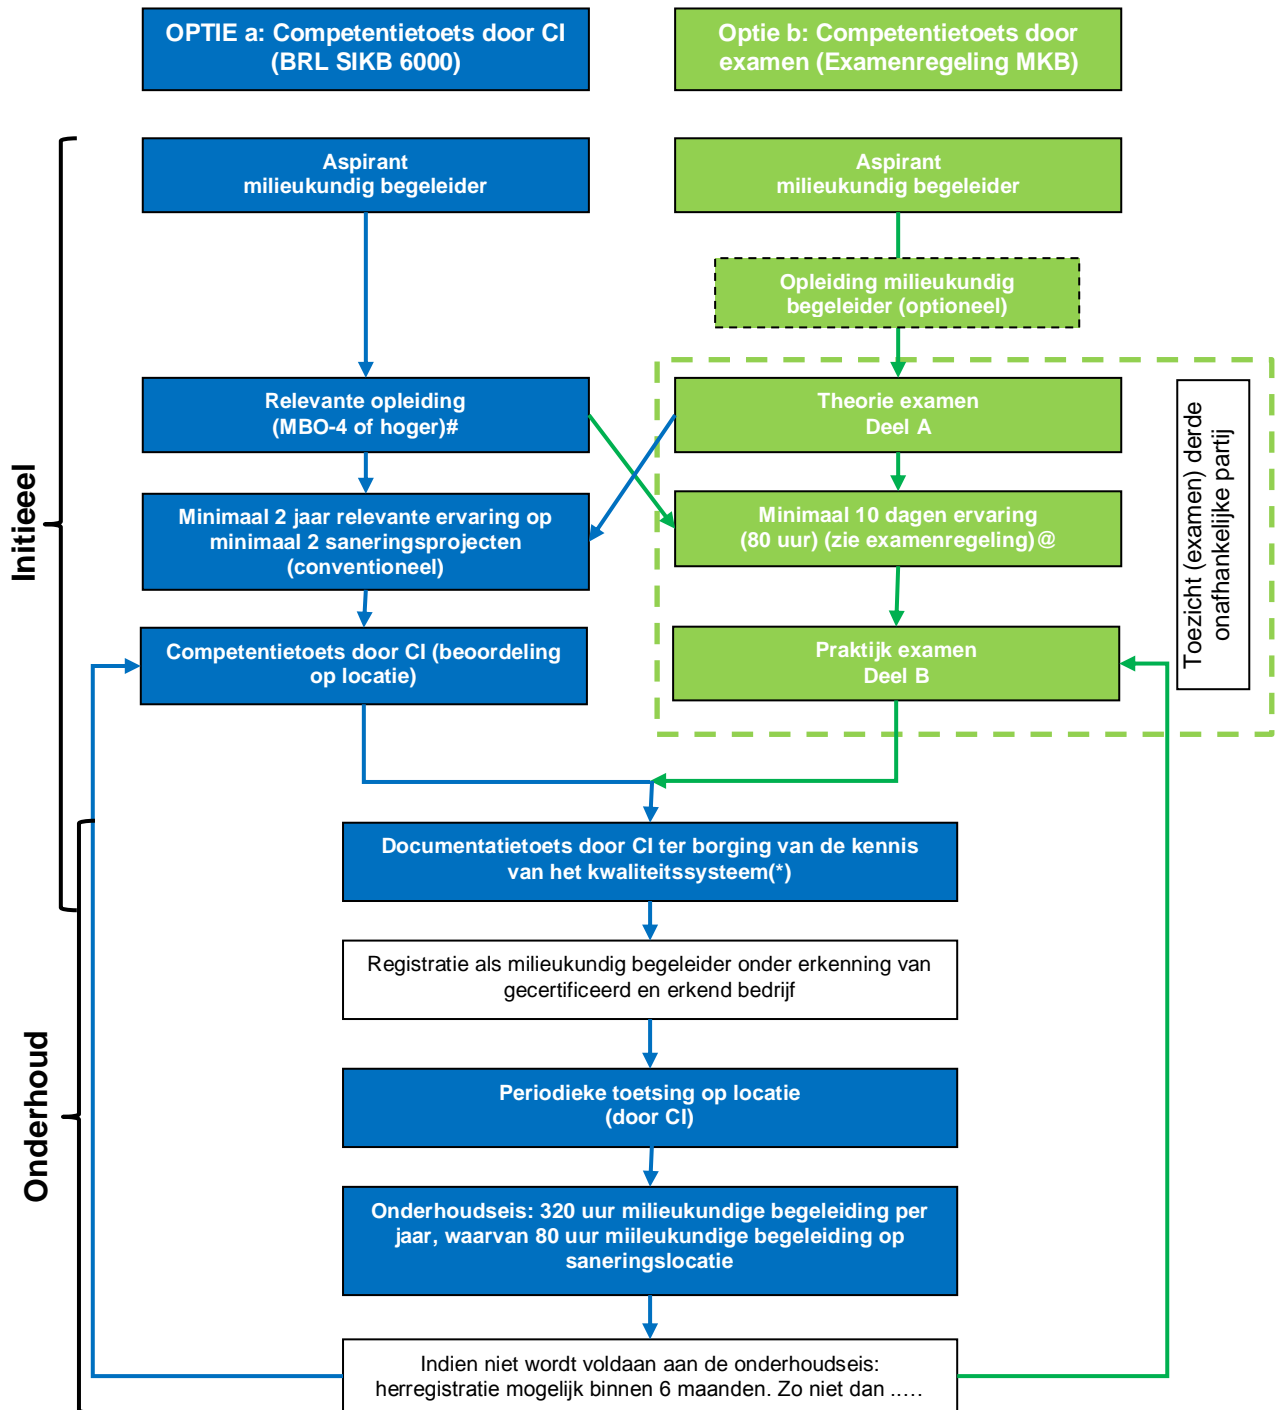 OPTIE a: Competentietoets door CI
(BRL SIKB 6000)
Optie b: Competentietoets door
examen (Examenregeling MKB)
Aspirant
milieukundig begeleider
Aspirant
milieukundig begeleider
Opleiding milieukundig
begeleider (optioneel)
Relevante opleiding
(MBO-4 of hoger)#
Theorie examen
Deel A
Minimaal 2 jaar relevante ervaring op
minimaal 2 saneringsprojecten
(conventioneel)
Minimaal 10 dagen ervaring
(80 uur) (zie examenregeling)@
Competentietoets door CI (beoordeling
op locatie)
Praktijk examen
Deel B
Toezicht (examen) derde
onafhankelijke partij
Initieeel
Documentatietoets door CI ter borging van de kennis
van het kwaliteitssysteem(*)
Registratie als milieukundig begeleider onder erkenning van
gecertificeerd en erkend bedrijf
Onderhoud
Periodieke toetsing op locatie
(door CI)
Onderhoudseis: 320 uur milieukundige begeleiding per
jaar, waarvan 80 uur miileukundige begeleiding op
saneringslocatie
Indien niet wordt voldaan aan de onderhoudseis:
herregistratie mogelijk binnen 6 maanden. Zo niet dan …..